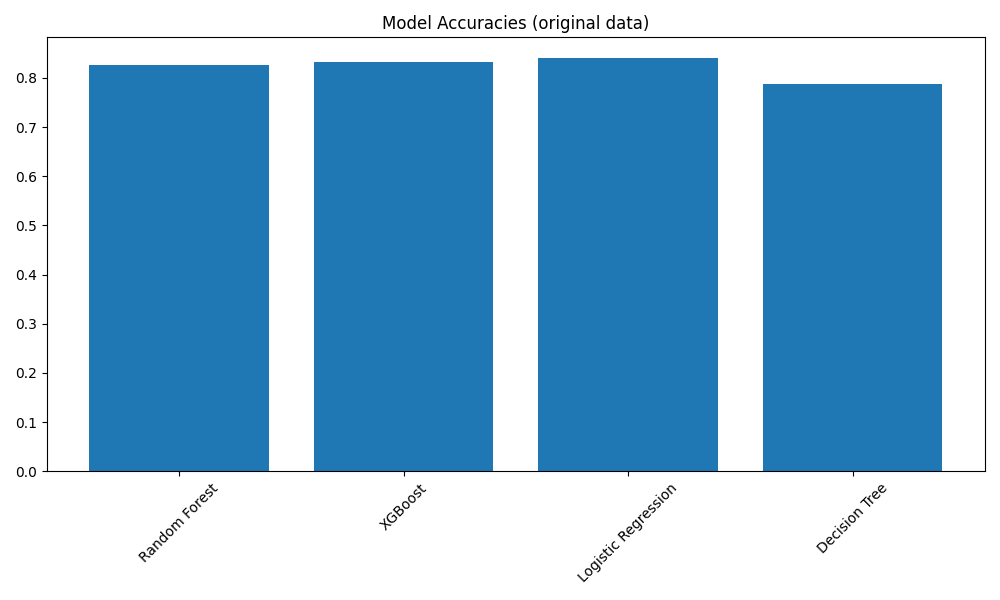 Model Accuracies (original data)
0.8
0.7
0.6
0.5
0.4
0.3
0.2
0.1
0.0
Random Forest
XGBoost
Logistic Regression
Decision Tree